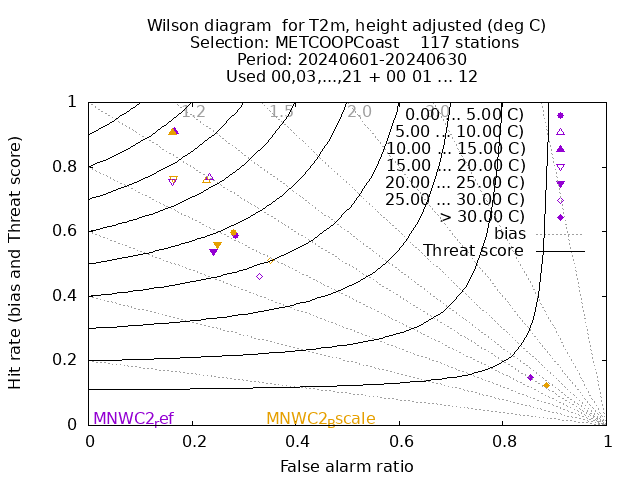 Wilson diagram  for T2m, height adjusted (deg C)
Selection: METCOOPCoast    117 stations
Period: 20240601-20240630
Used 00,03,...,21 + 00 01 ... 12
Hit rate (bias and Threat score)
1
0.8
0.6
0.4
0.2
0
1.2
1.5
2.0
3.0
0.00 ... 5.00 C)
5.00 ... 10.00 C)
10.00 ... 15.00 C)
15.00 ... 20.00 C)
20.00 ... 25.00 C)
25.00 ... 30.00 C)
> 30.00 C)
bias
Threat score
MNWC2ref
MNWC2Bscale
0
0.2
0.4
0.6
0.8
1
False alarm ratio